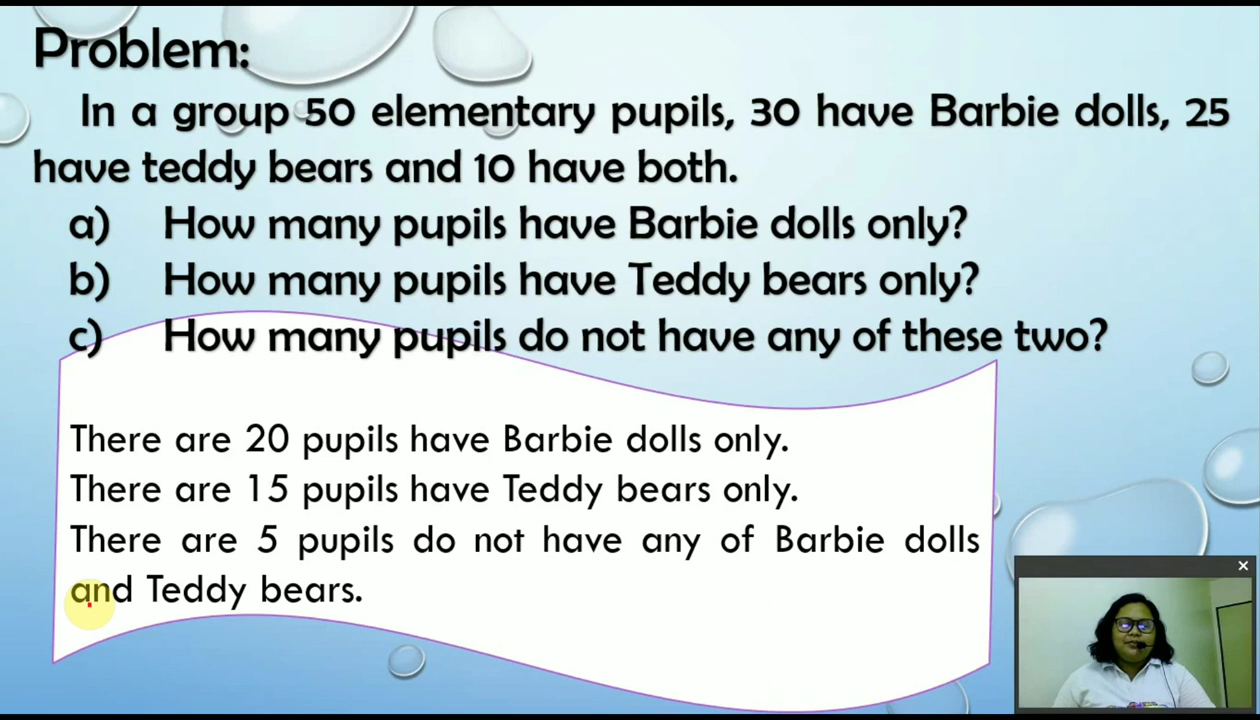 Problem:
In a group 50 elementary pupils, 30 have Barbie dolls, 25
have teddy bears and 10 have both.
a) How many pupils have Barbie dolls only?
b) How many pupils have Teddy bears only?
c) How many pupils do not have any of these two?
There are 20 pupils have Barbie dolls only.
There are 15 pupils have Teddy bears only.
There are 5 pupils do not have any of Barbie dolls
and Teddy bears.